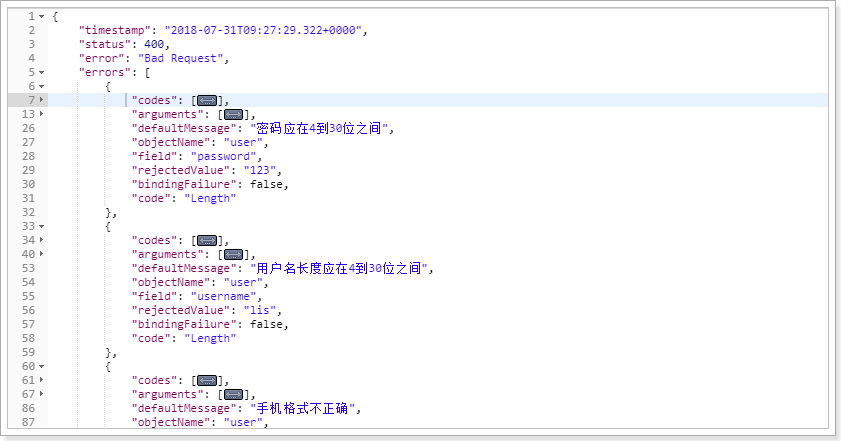 1 {
2 "timestamp": "2018-07-31T09:27:29.322+0000",
3 "status": 400,
4 "error": "Bad Request",
5 "errors": [
6 {
7 "codes": [<...>],
13 "arguments": [<...>],
26 "defaultMessage": "密码应在4到30位之间",
27 "objectName": "user",
28 "field": "password",
29 "rejectedValue": "123",
30 "bindingFailure": false,
31 "code": "Length"
32 },
33 {
34 "codes": [<...>],
40 "arguments": [<...>],
53 "defaultMessage": "用户名长度应在4到30位之间",
54 "objectName": "user",
55 "field": "username",
56 "rejectedValue": "lis",
57 "bindingFailure": false,
58 "code": "Length"
59 },
60 {
61 "codes": [<...>],
67 "arguments": [<...>],
86 "defaultMessage": "手机格式不正确",
87 "objectName": "user",